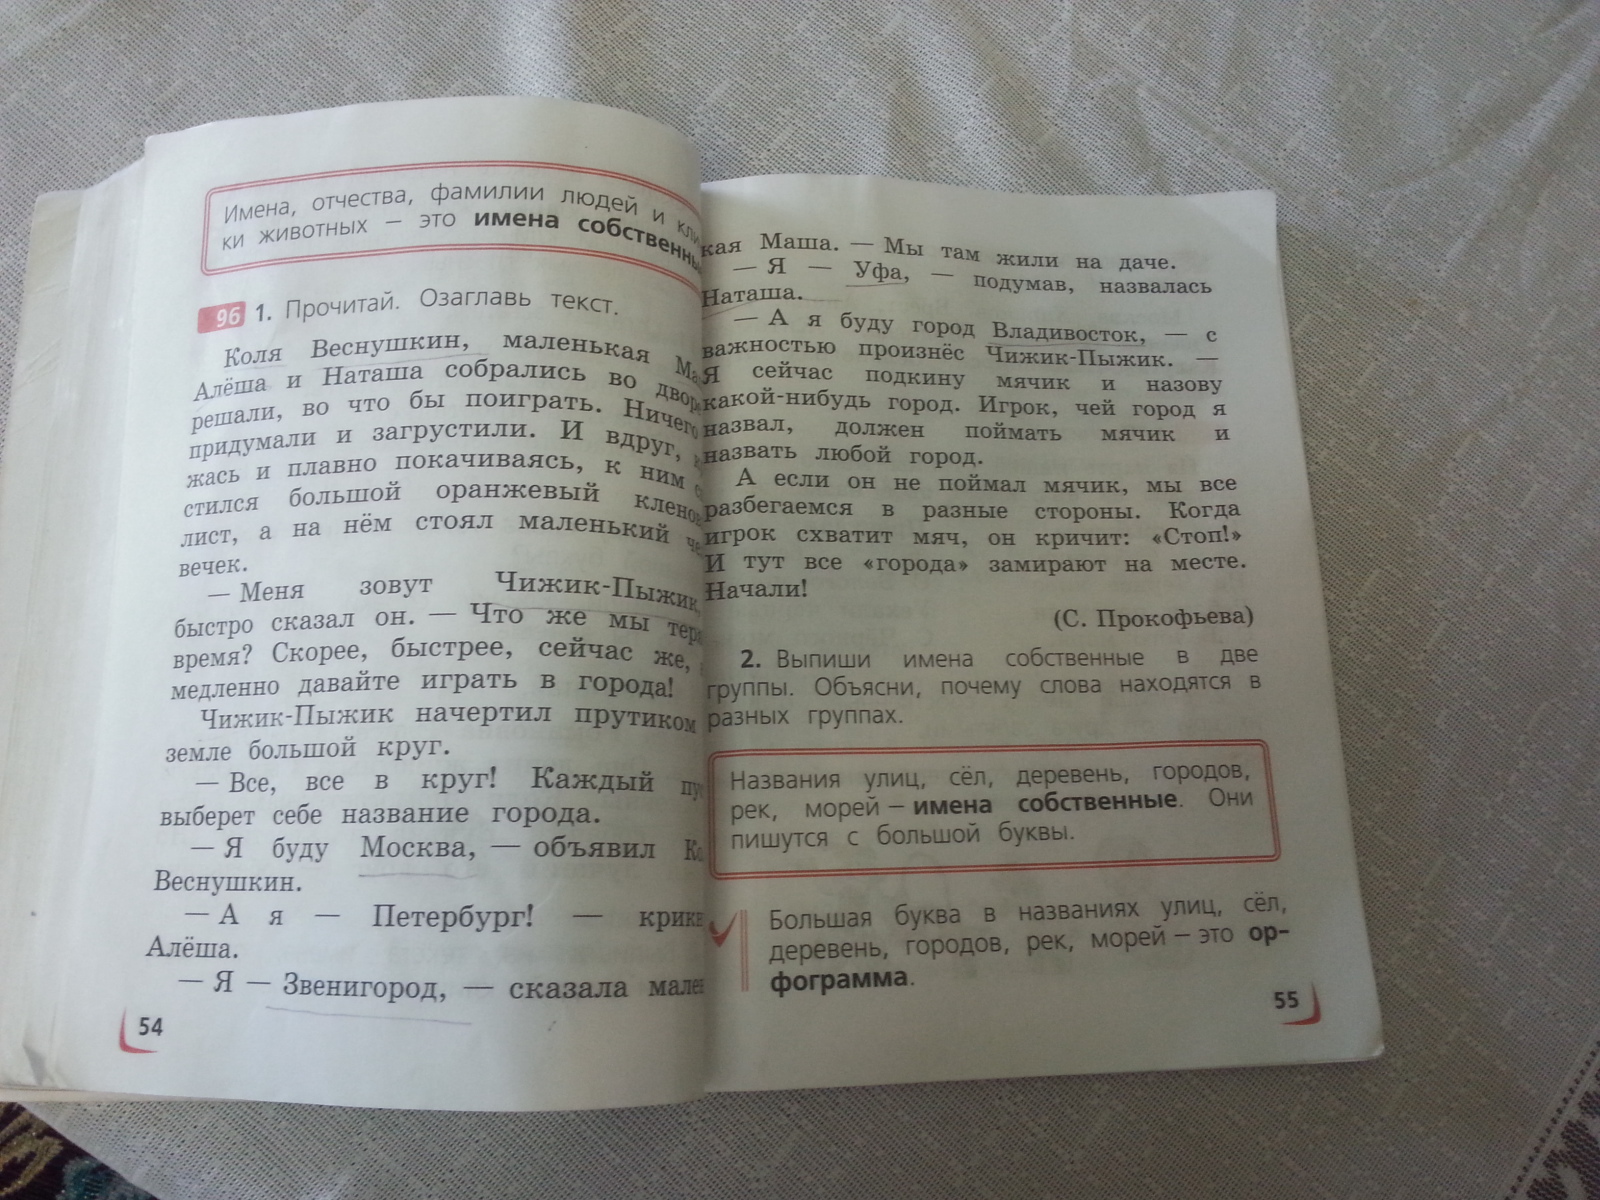 Имена, отчества, фамилии людей и
ки животных — это имена собственны
96 1. Прочитай. Озаглавь текст.
Коля Веснушкин, маленькая
Алёша и Наташа собрались во
решали, во что бы поиграть. Ничего
придумали и загрустили. И вдруг,
жась и плавно покачиваясь, к ним
стился большой оранжевый
лист, а на нём стоял маленький
вечек.
— Меня зовут Чижик-Пыжик,
быстро сказал он. — Что же мы
время? Скорее, быстрее, сейчас же,
медленно давайте играть в города!
Чижик-Пыжик начертил прутиком
земле большой круг.
— Все, все в круг! Каждый
выберет себе название города.
— Я буду Москва, — объявил
Веснушкин.
— А я — Петербург! —
Алёша.
— Я — Звенигород, — сказала
54
кая Маша. — Мы там жили на даче.
— Я — Уфа, — подумав, назвалась
Наташа.
— А я буду город Владивосток, — с
важностью произнёс Чижик-Пыжик. —
Я сейчас подкину мячик и назову
какой-нибудь город. Игрок, чей город я
назвал, должен поймать мячик и
назвать любой город.
А если он не поймал мячик, мы все
разбегаемся в разные стороны. Когда
игрок схватит мяч, он кричит: «Стоп!»
И тут все «города» замирают на месте.
Начали!
(С. Прокофьева)
2. Выпиши имена собственные в две
группы. Объясни, почему слова находятся в
разных группах.
Названия улиц, сёл, деревень, городов,
рек, морей — имена собственные. Они
пишутся с большой буквы.
Большая буква в названиях улиц, сёл,
деревень, городов, рек, морей — это ор-
фограмма.
55